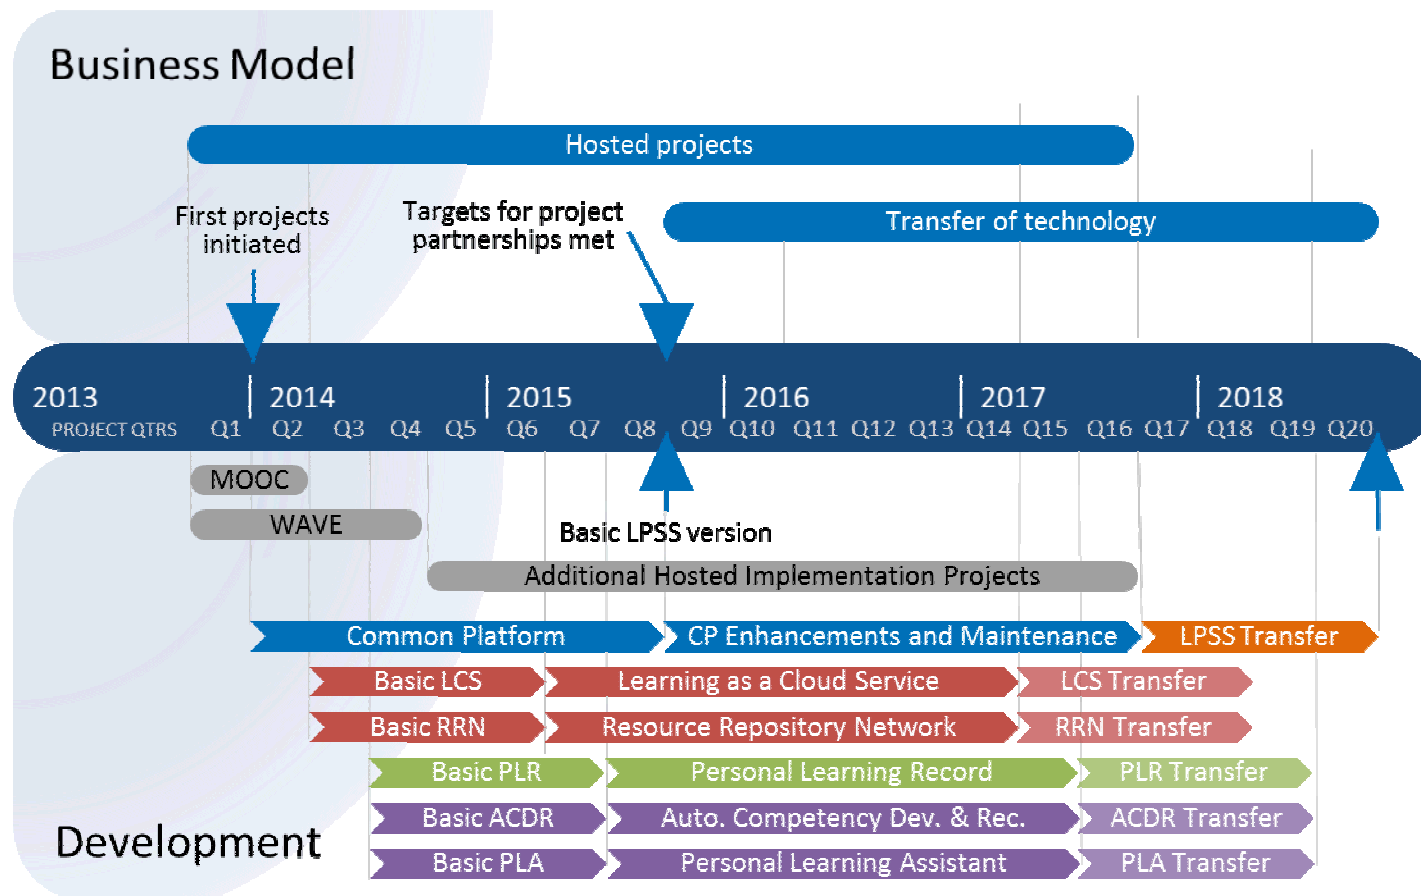 Business Model
Hosted projects
First projects
initiated
Targets for project
partnerships met
Transfer of technology
2013 2014 2015 2016 2017 2018
PROJECT QTRS Q1 Q2 Q3 Q4 Q5 Q6 Q7 Q8 Q9 Q10 Q11 Q12 Q13 Q14 Q15 Q16 Q17 Q18 Q19 Q20
MOOC
WAVE
Basic LPSS version
Additional Hosted Implementation Projects
Common Platform CP Enhancements and Maintenance LPSS Transfer
Basic LCS Learning as a Cloud Service LCS Transfer
Basic RRN Resource Repository Network RRN Transfer
Basic PLR Personal Learning Record PLR Transfer
Basic ACDR Auto. Competency Dev. & Rec. ACDR Transfer
Development
Basic PLA Personal Learning Assistant PLA Transfer